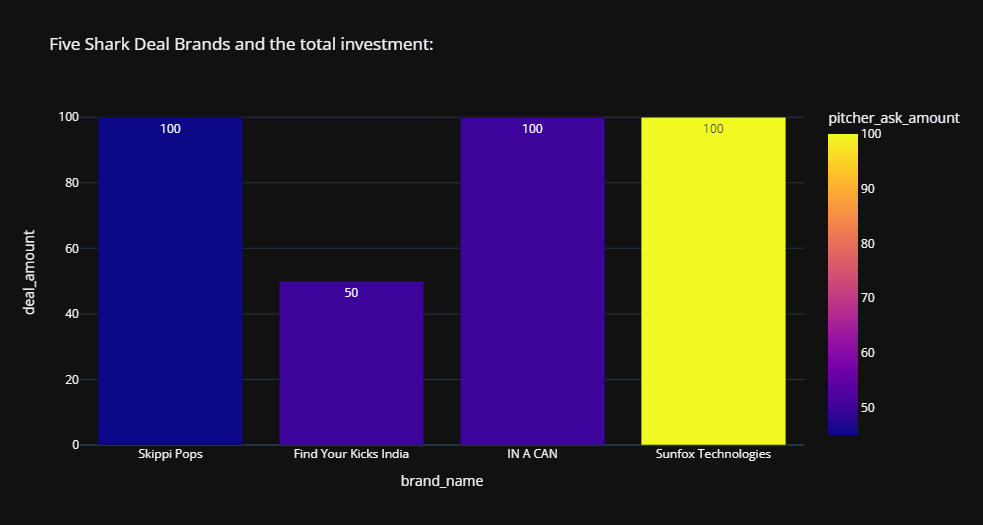 Five Shark Deal Brands and the total investment:
pitcher_ask_amount
100
90
80
70
60
50
deal_amount
100
80
60
40
20
0
100
50
100
100
Skippi Pops
Find Your Kicks India
IN A CAN
Sunfox Technologies
brand_name